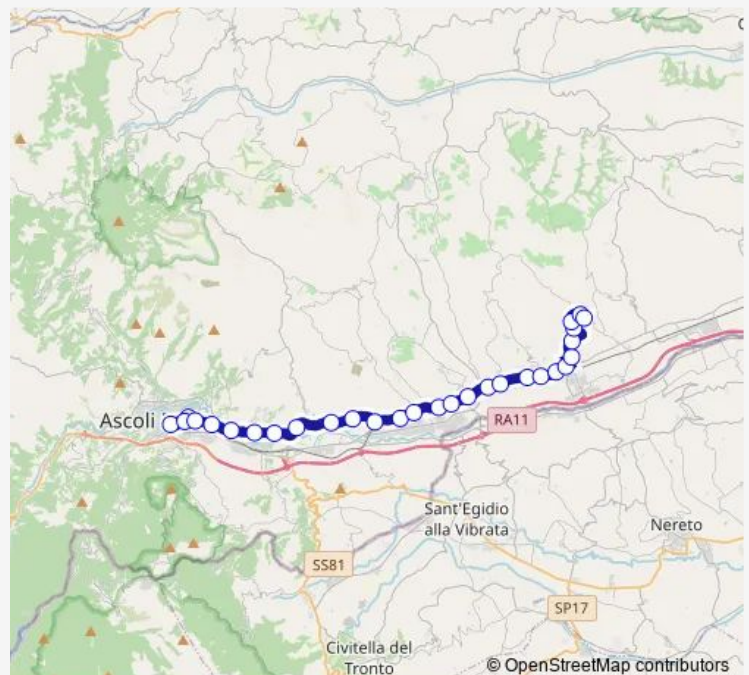 Ascoli
RA11
Sant'Egidio
alla Vibrata
Nereto
SS81
SP17
Civitella del
Tronto
© OpenStreetMap contributors